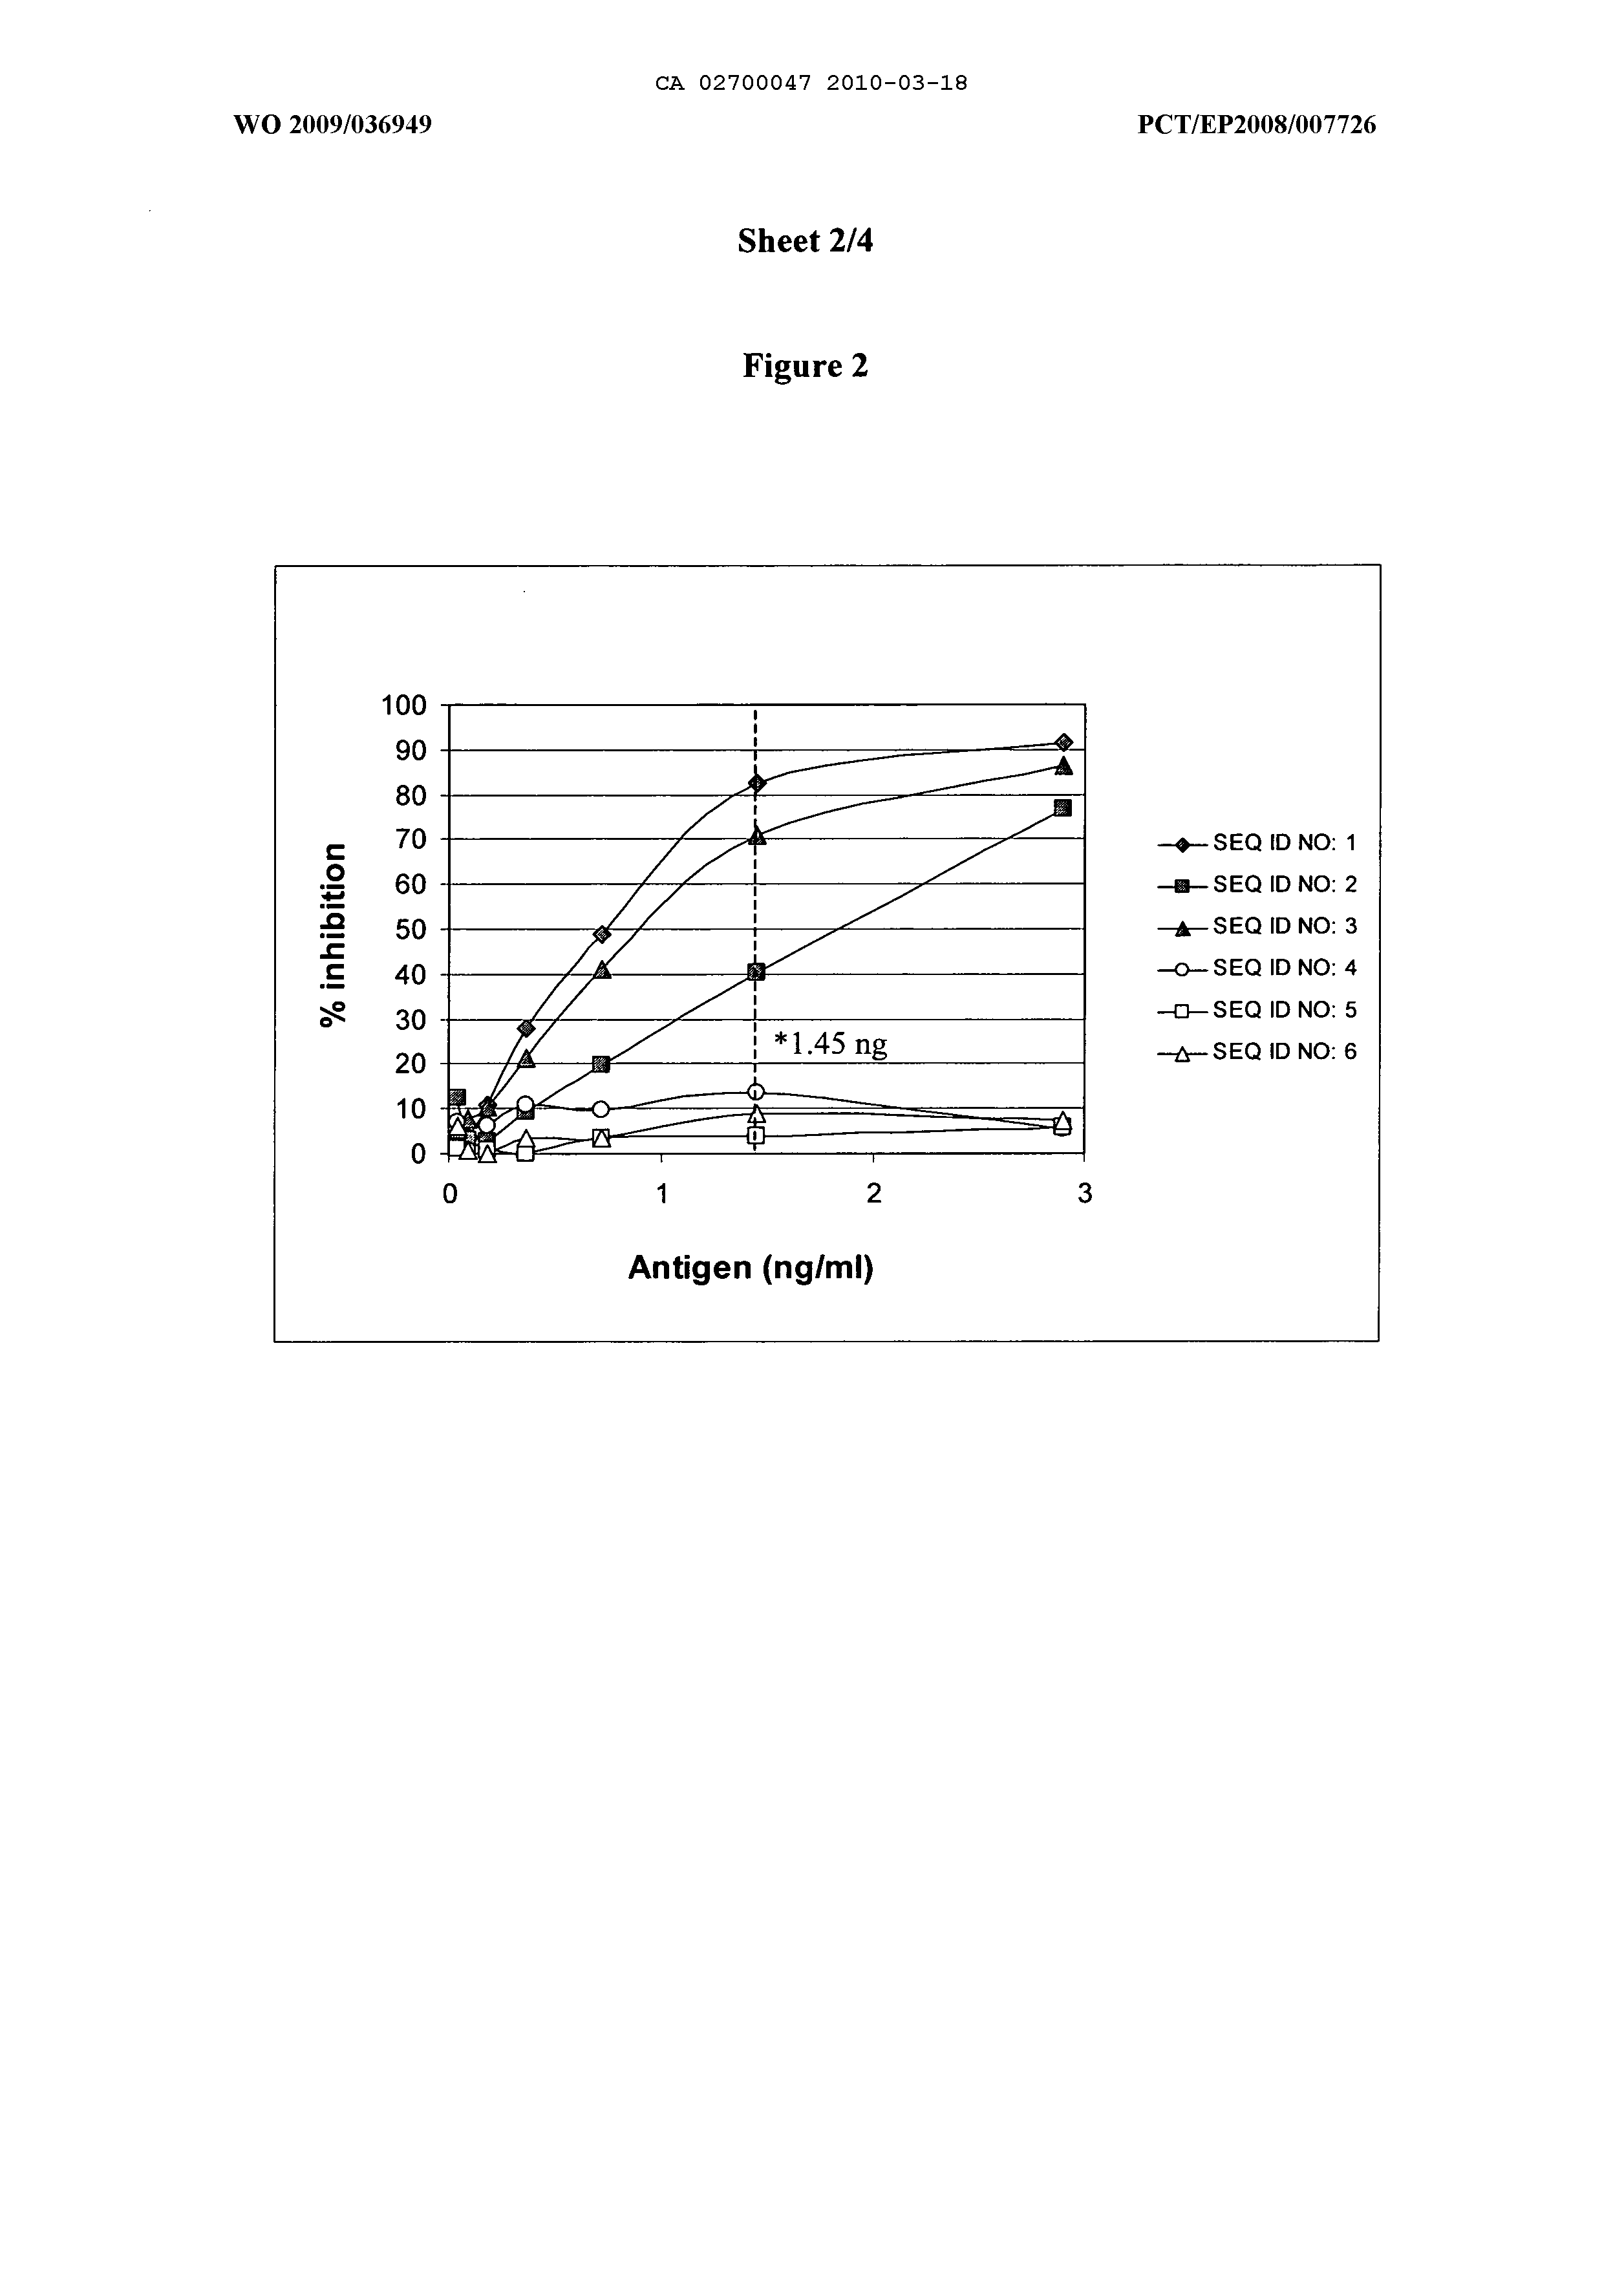 CA 02700047 2010-03-18
WO 2009/036949 PCT/EP2008/007726
Sheet 2/4
Figure 2
100
90
80
70
60
50
40
30
20
10
0
% inhibition
*1.45 ng
0 1 2 3
Antigen (ng/ml)
SEQ ID NO: 1
SEQ ID NO: 2
SEQ ID NO: 3
SEQ ID NO: 4
SEQ ID NO: 5
SEQ ID NO: 6